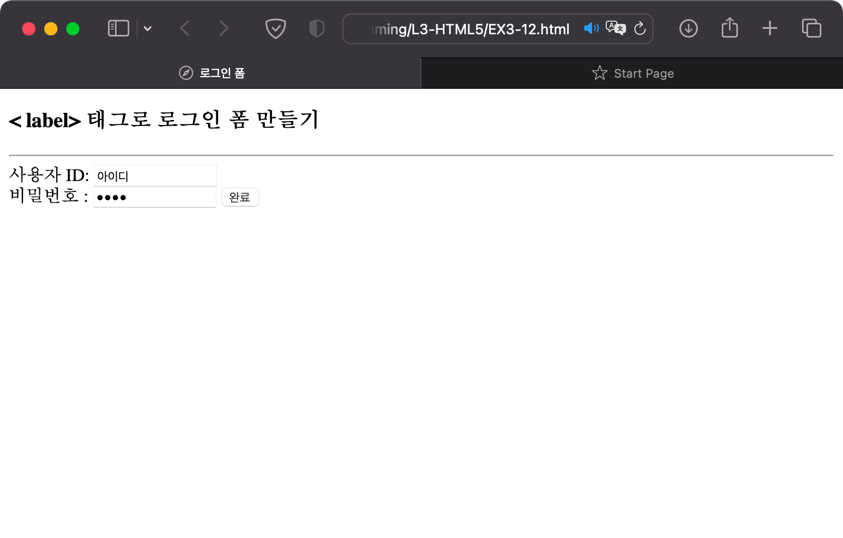 ming/L3-HTML5/EX3-12.html
로그인 폼
Start Page
< label> 태그로 로그인 폼 만들기
사용자 ID: 아이디
비밀번호 : ●●●● 완료